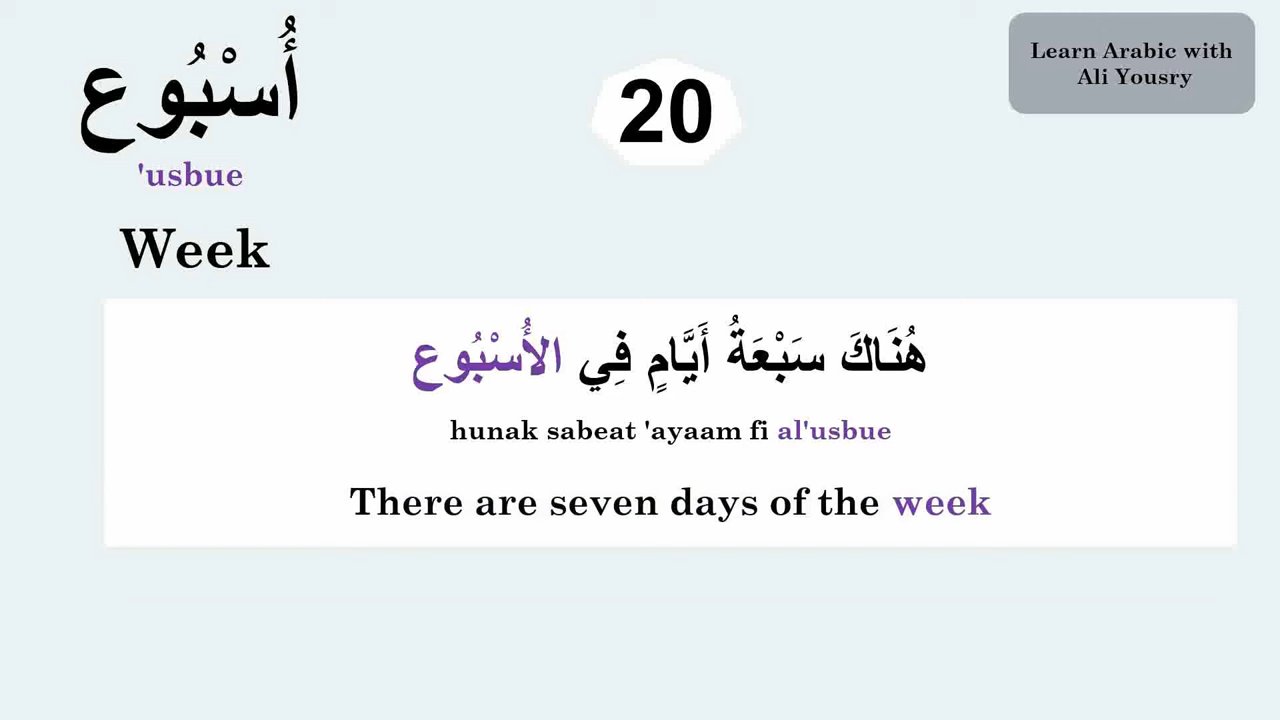 أُسْبُوع
'usbue
Week
20
Learn Arabic with
Ali Yousry
هُنَاكَ سَبْعَةُ أَيَّامٍ فِي الأُسْبُوع
hunak sabeat 'ayaam fi al'usbue
There are seven days of the week